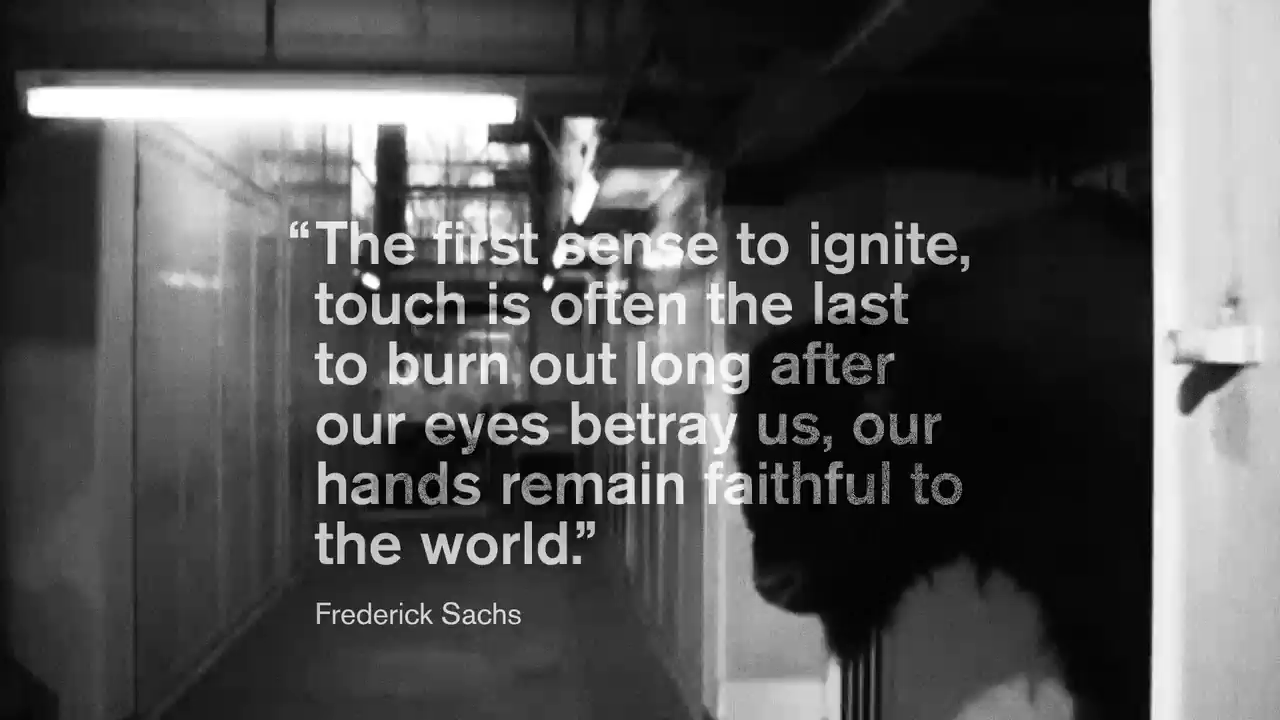 “The first sense to ignite,
touch is often the last
to burn out long after
our eyes betray us, our
hands remain faithful to
the world.”
Frederick Sachs